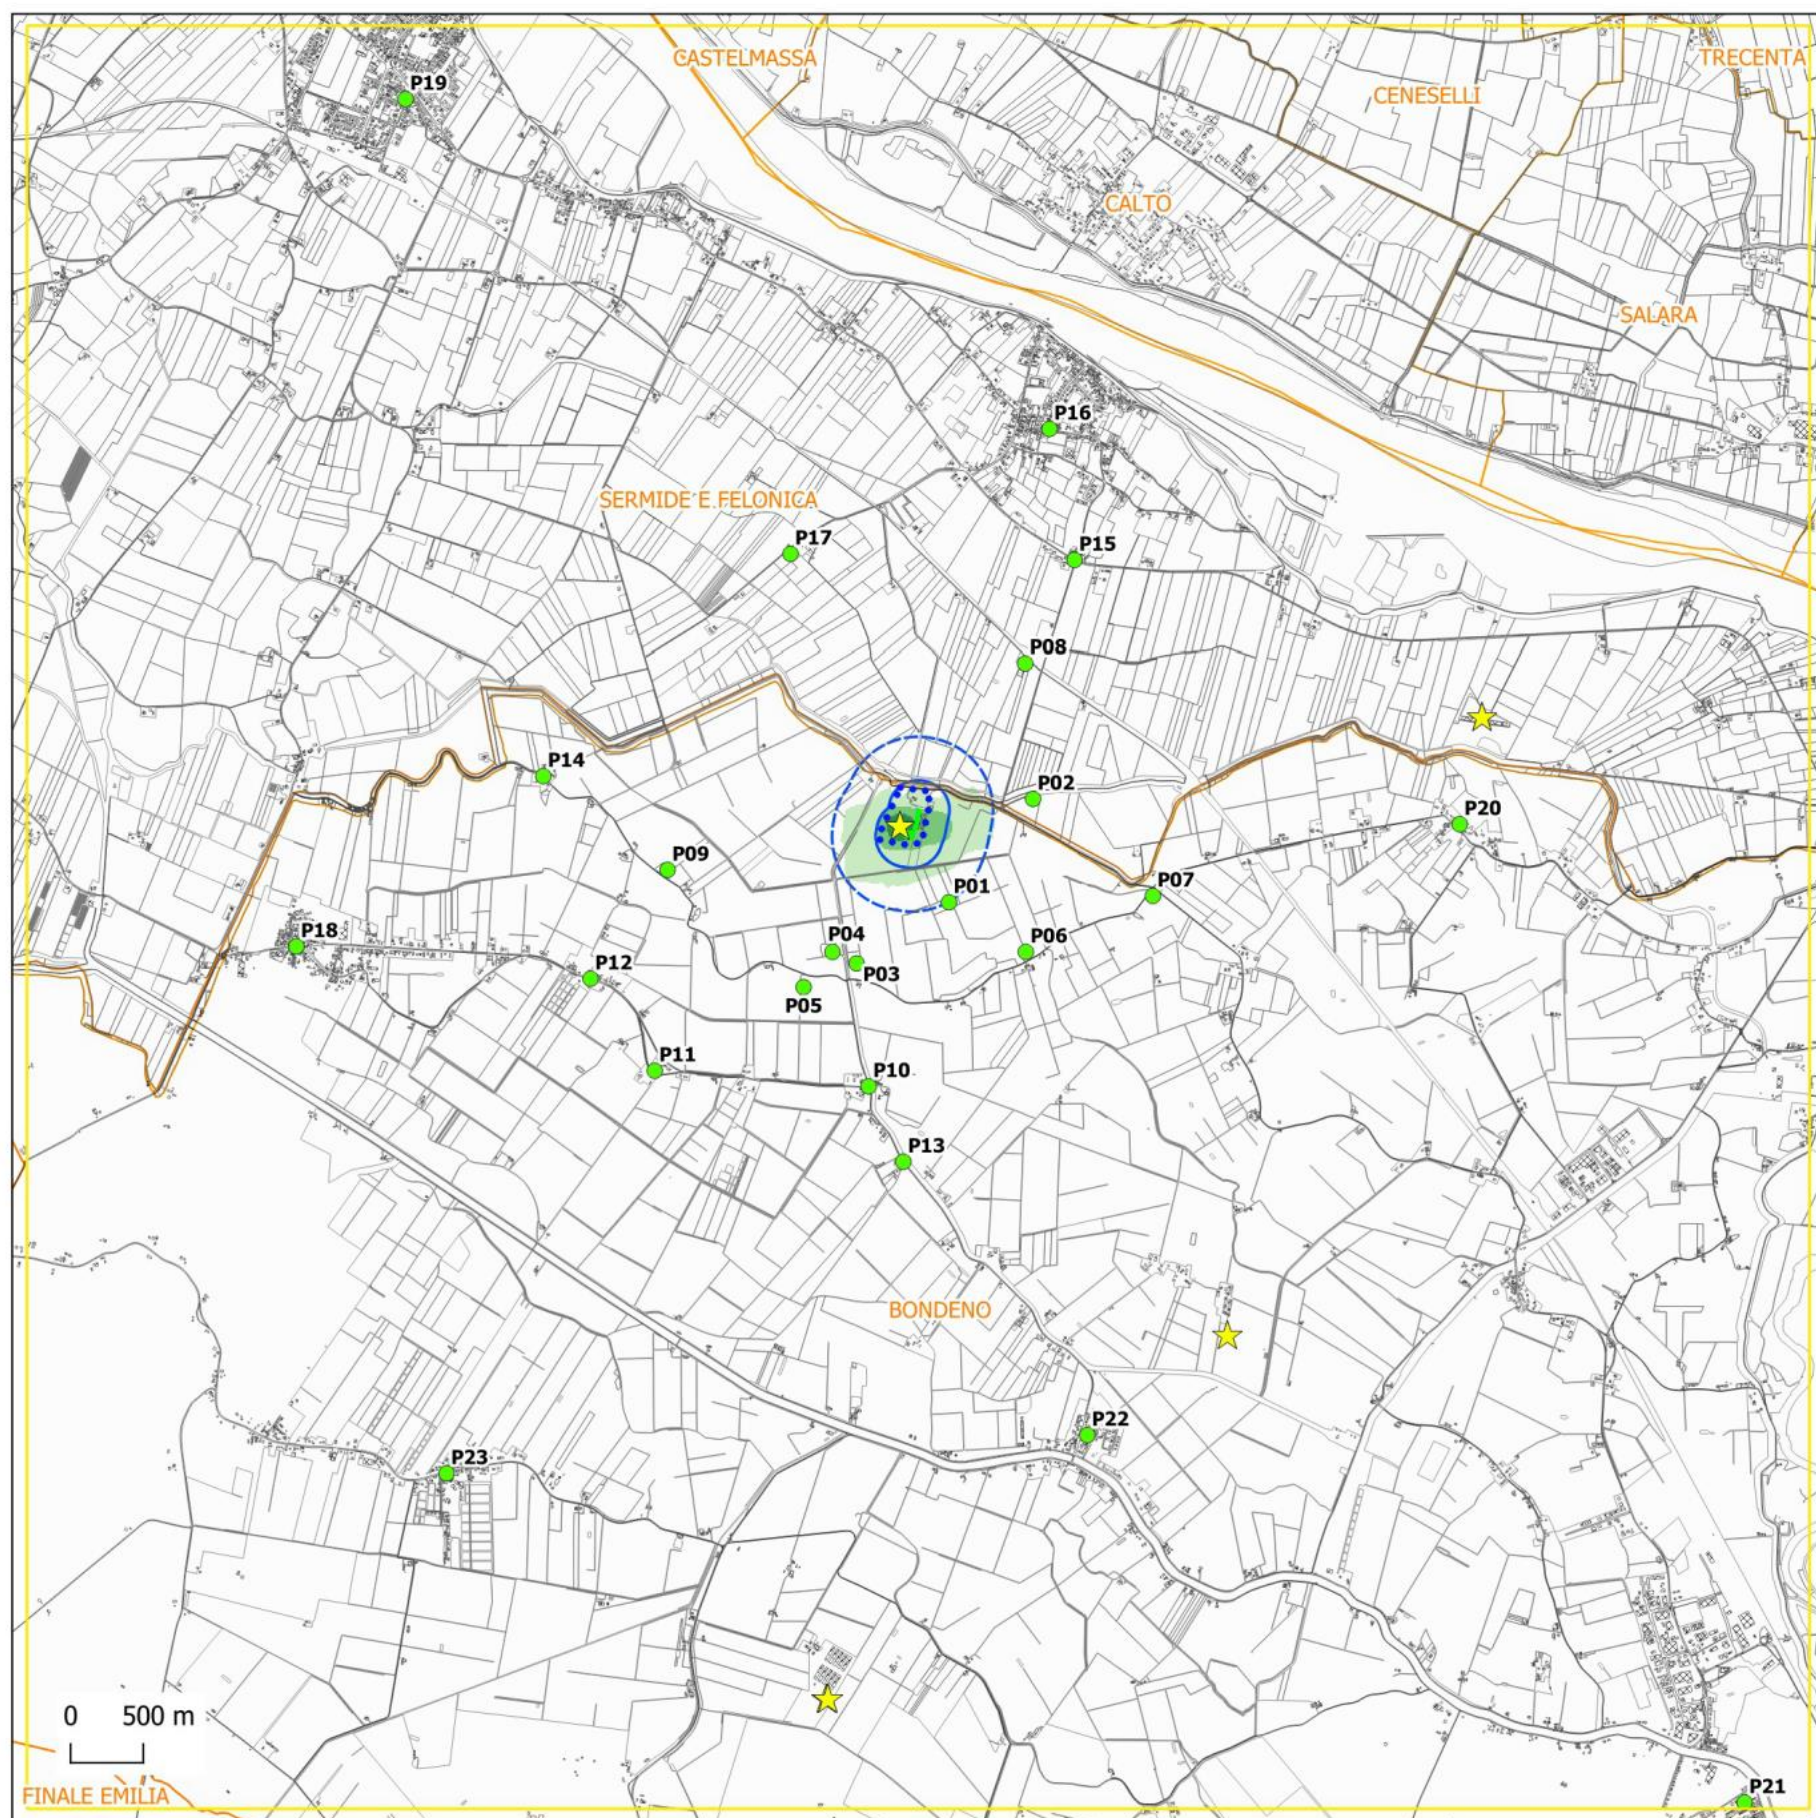 CASTELMASSA
TRECENTA
P19
CENESELLI
CALTO
SALARA
P16
SERMIDE E FELONICA
P17
P15
P08
P14
P02
P20
P09
P01
P07
P18
P04
P06
P12
P03
P05
P11
P10
P13
BONDENO
P22
P23
0 500 m
FINALE EMILIA
P21